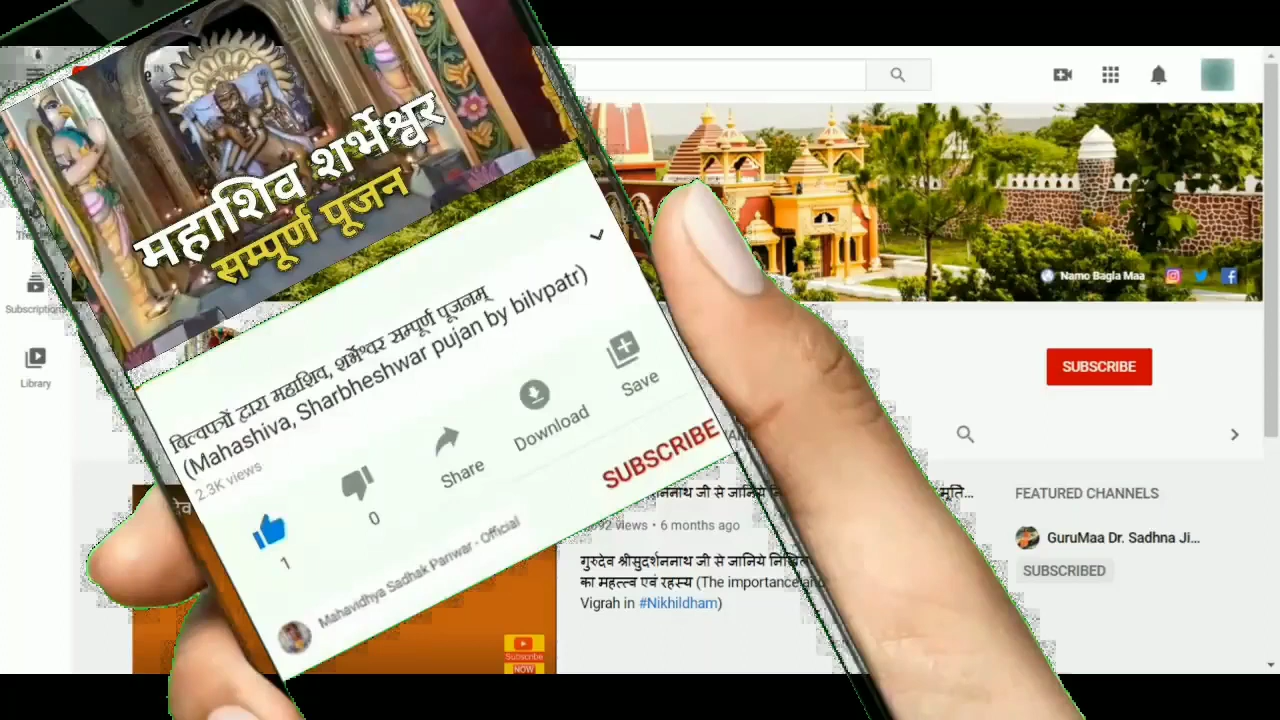 IN
महाशिव शर्भेश्वर
सम्पूर्ण पूजन
बिल्वपत्रों द्वारा महाशिव, शर्भेश्वर सम्पूर्ण पूजनम्
(Mahashiva, Sharbheshwar pujan by bilvpatr)
2.3K views
1
0
Share
Download
Save
SUBSCRIBE
Mahavidhya Sadhak Pariwar - Official
Subscriptions
Library
Namo Bagla Maa
SUBSCRIBE
जी से जानिये
मूर्ति...
92 views • 6 months ago
गुरुदेव श्रीसुदर्शननाथ जी से जानिये
का महत्त्व एवं रहस्य (The importance and
Vigrah in #Nikhildham)
FEATURED CHANNELS
GuruMaa Dr. Sadhna Ji...
SUBSCRIBED
Subscribe
NOW